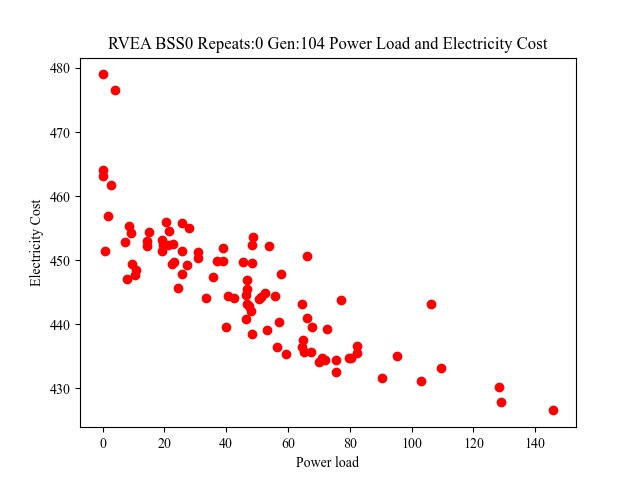 RVEA BSS0 Repeats:0 Gen:104 Power Load and Electricity Cost
480
470
460
450
440
430
Electricity Cost
0 20 40 60 80 100 120 140
Power load